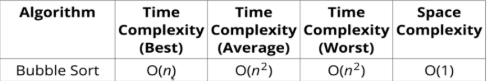 Algorithm Time Complexity (Best) Time Complexity (Average) Time Complexity (Worst) Space Complexity
Bubble Sort O(n) O(n²) O(n²) O(1)